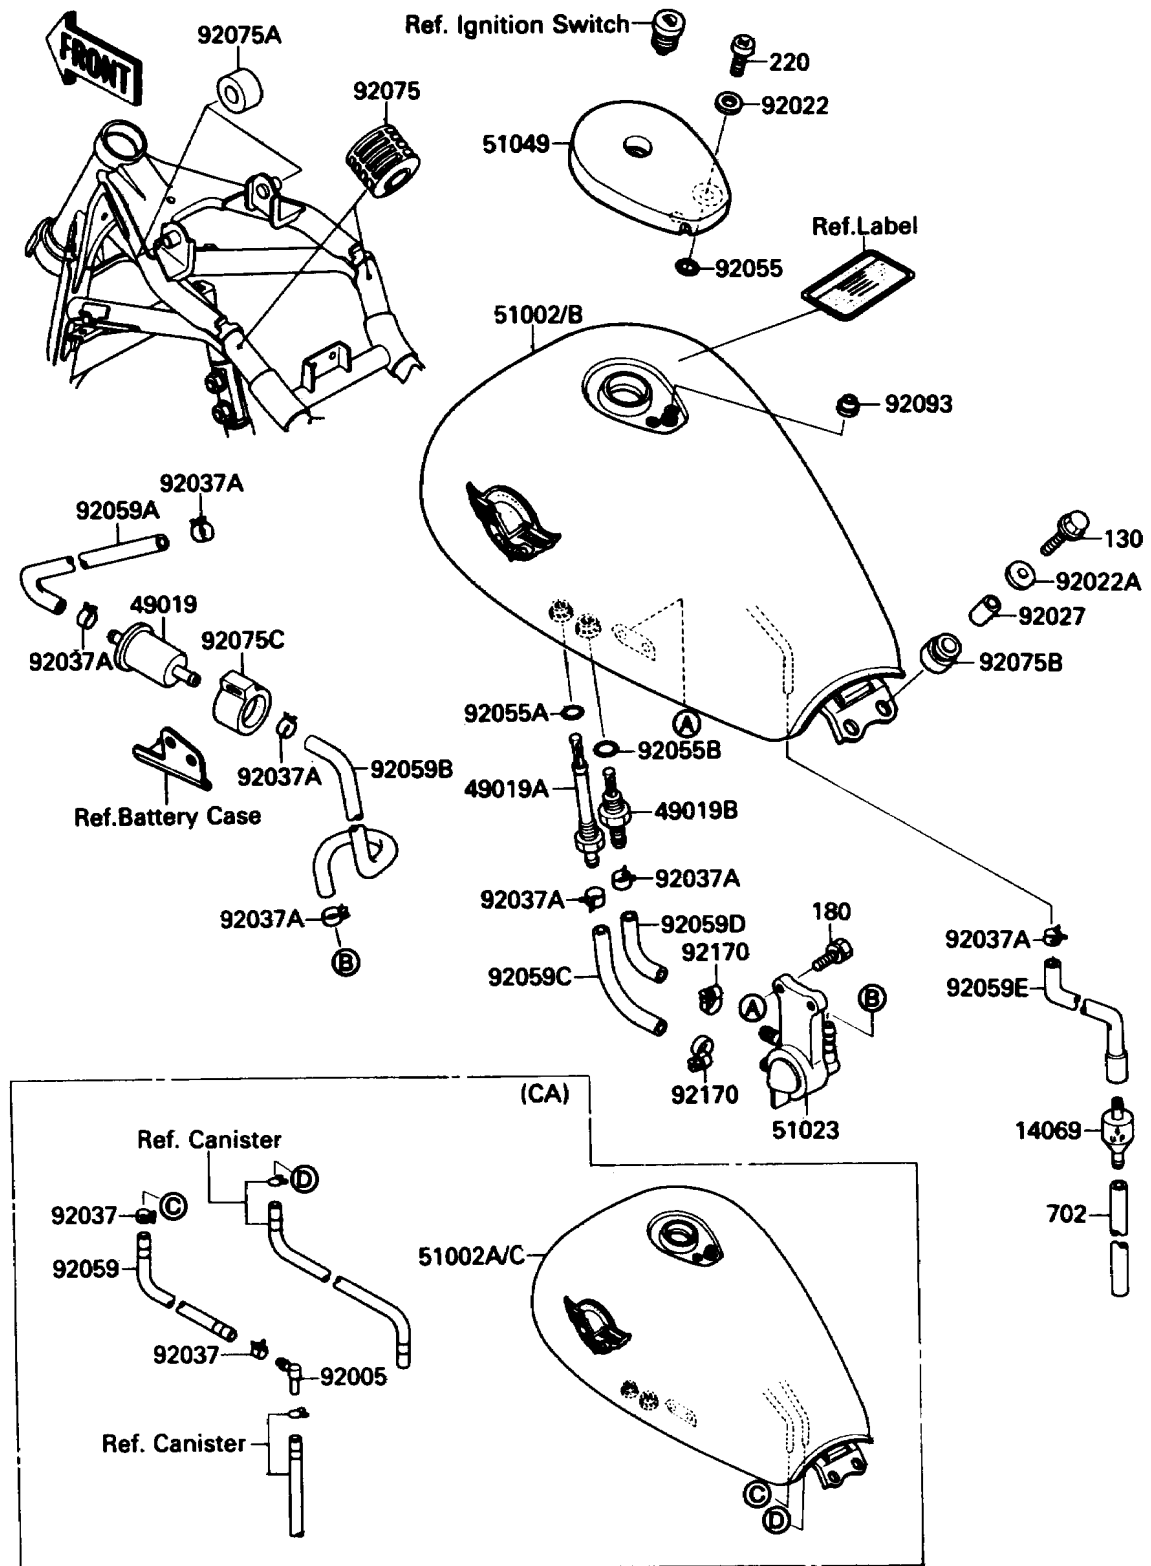 FRONT
92075A
Ref. Ignition Switch
220
92075
92022
51049
Ref.Label
92055
51002/B
92093
92037A
92059A
130
49019
92022A
92075C
92027
92037A
92075B
92055A
A
92055B
92037A
92059B
49019A
49019B
Ref.Battery Case
92037A
92037A
92037A
92059D
180
92037A
B
92170
92059C
92059E
A
B
92170
51023
14069
(CA)
Ref. Canister
D
92037
C
702
92059
51002A/C
92037
92005
Ref. Canister
C
D